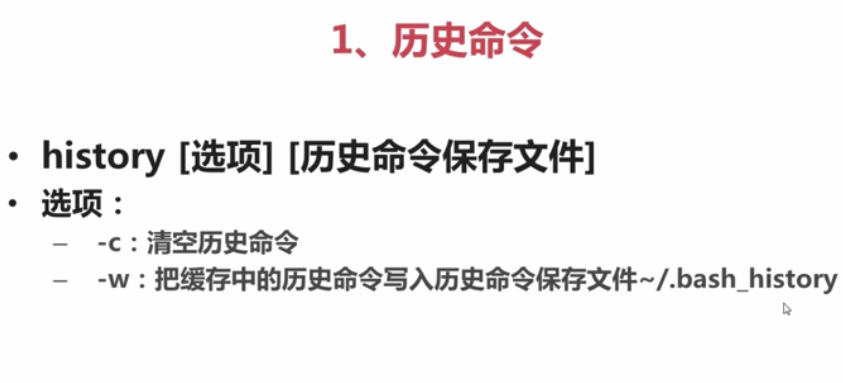 1、历史命令
• history [选项] [历史命令保存文件]
• 选项：
– -c：清空历史命令
– -w：把缓存中的历史命令写入历史命令保存文件~/.bash_history